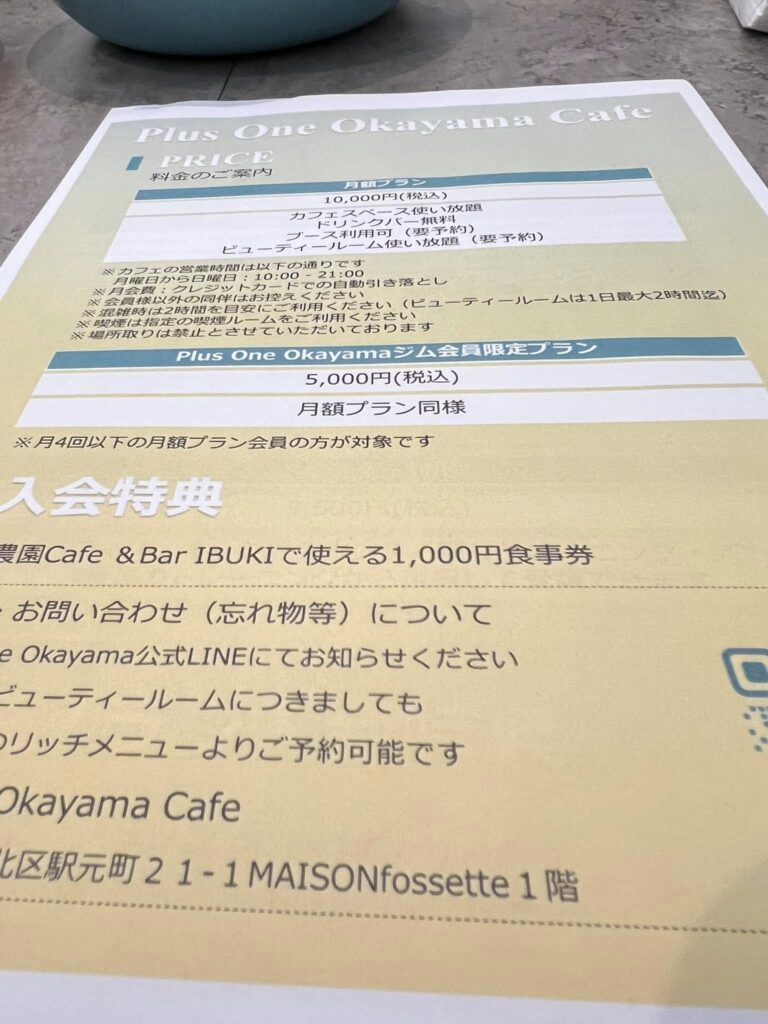 Plus One Okayama Cafe
PRICE
料金のご案内
月額プラン
10,000円(税込)
カフェスペース使い放題
ドリンクバー無料
ブース利用可（要予約）
ビューティールーム使い放題（要予約）
※カフェの営業時間は以下の通りです
月曜日から日曜日：10:00 - 21:00
※月会費：クレジットカードでの自動引き落とし
※会員様以外の同伴はお控えください
※混雑時は2時間を目安にご利用ください（ビューティールームは1日最大2時間迄）
※喫煙は指定の喫煙ルームをご利用ください
※場所取りは禁止とさせていただいております
Plus One Okayamaジム会員限定プラン
5,000円(税込)
月額プラン同様
※月4回以下の月額プラン会員の方が対象です
入会特典
農園Cafe ＆Bar IBUKIで使える1,000円食事券
お問い合わせ（忘れ物等）について
e Okayama公式LINEにてお知らせください
ビューティールームにつきましても
のリッチメニューよりご予約可能です
Okayama Cafe
北区駅元町２１-１MAISONfossette１階